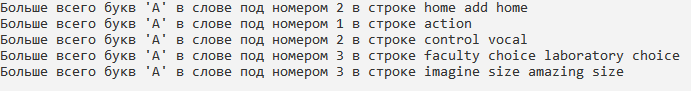 Больше всего букв 'А' в слове под номером 2 в строке home add home
Больше всего букв 'А' в слове под номером 1 в строке action
Больше всего букв 'А' в слове под номером 2 в строке control vocal
Больше всего букв 'А' в слове под номером 3 в строке faculty choice laboratory choice
Больше всего букв 'А' в слове под номером 3 в строке imagine size amazing size